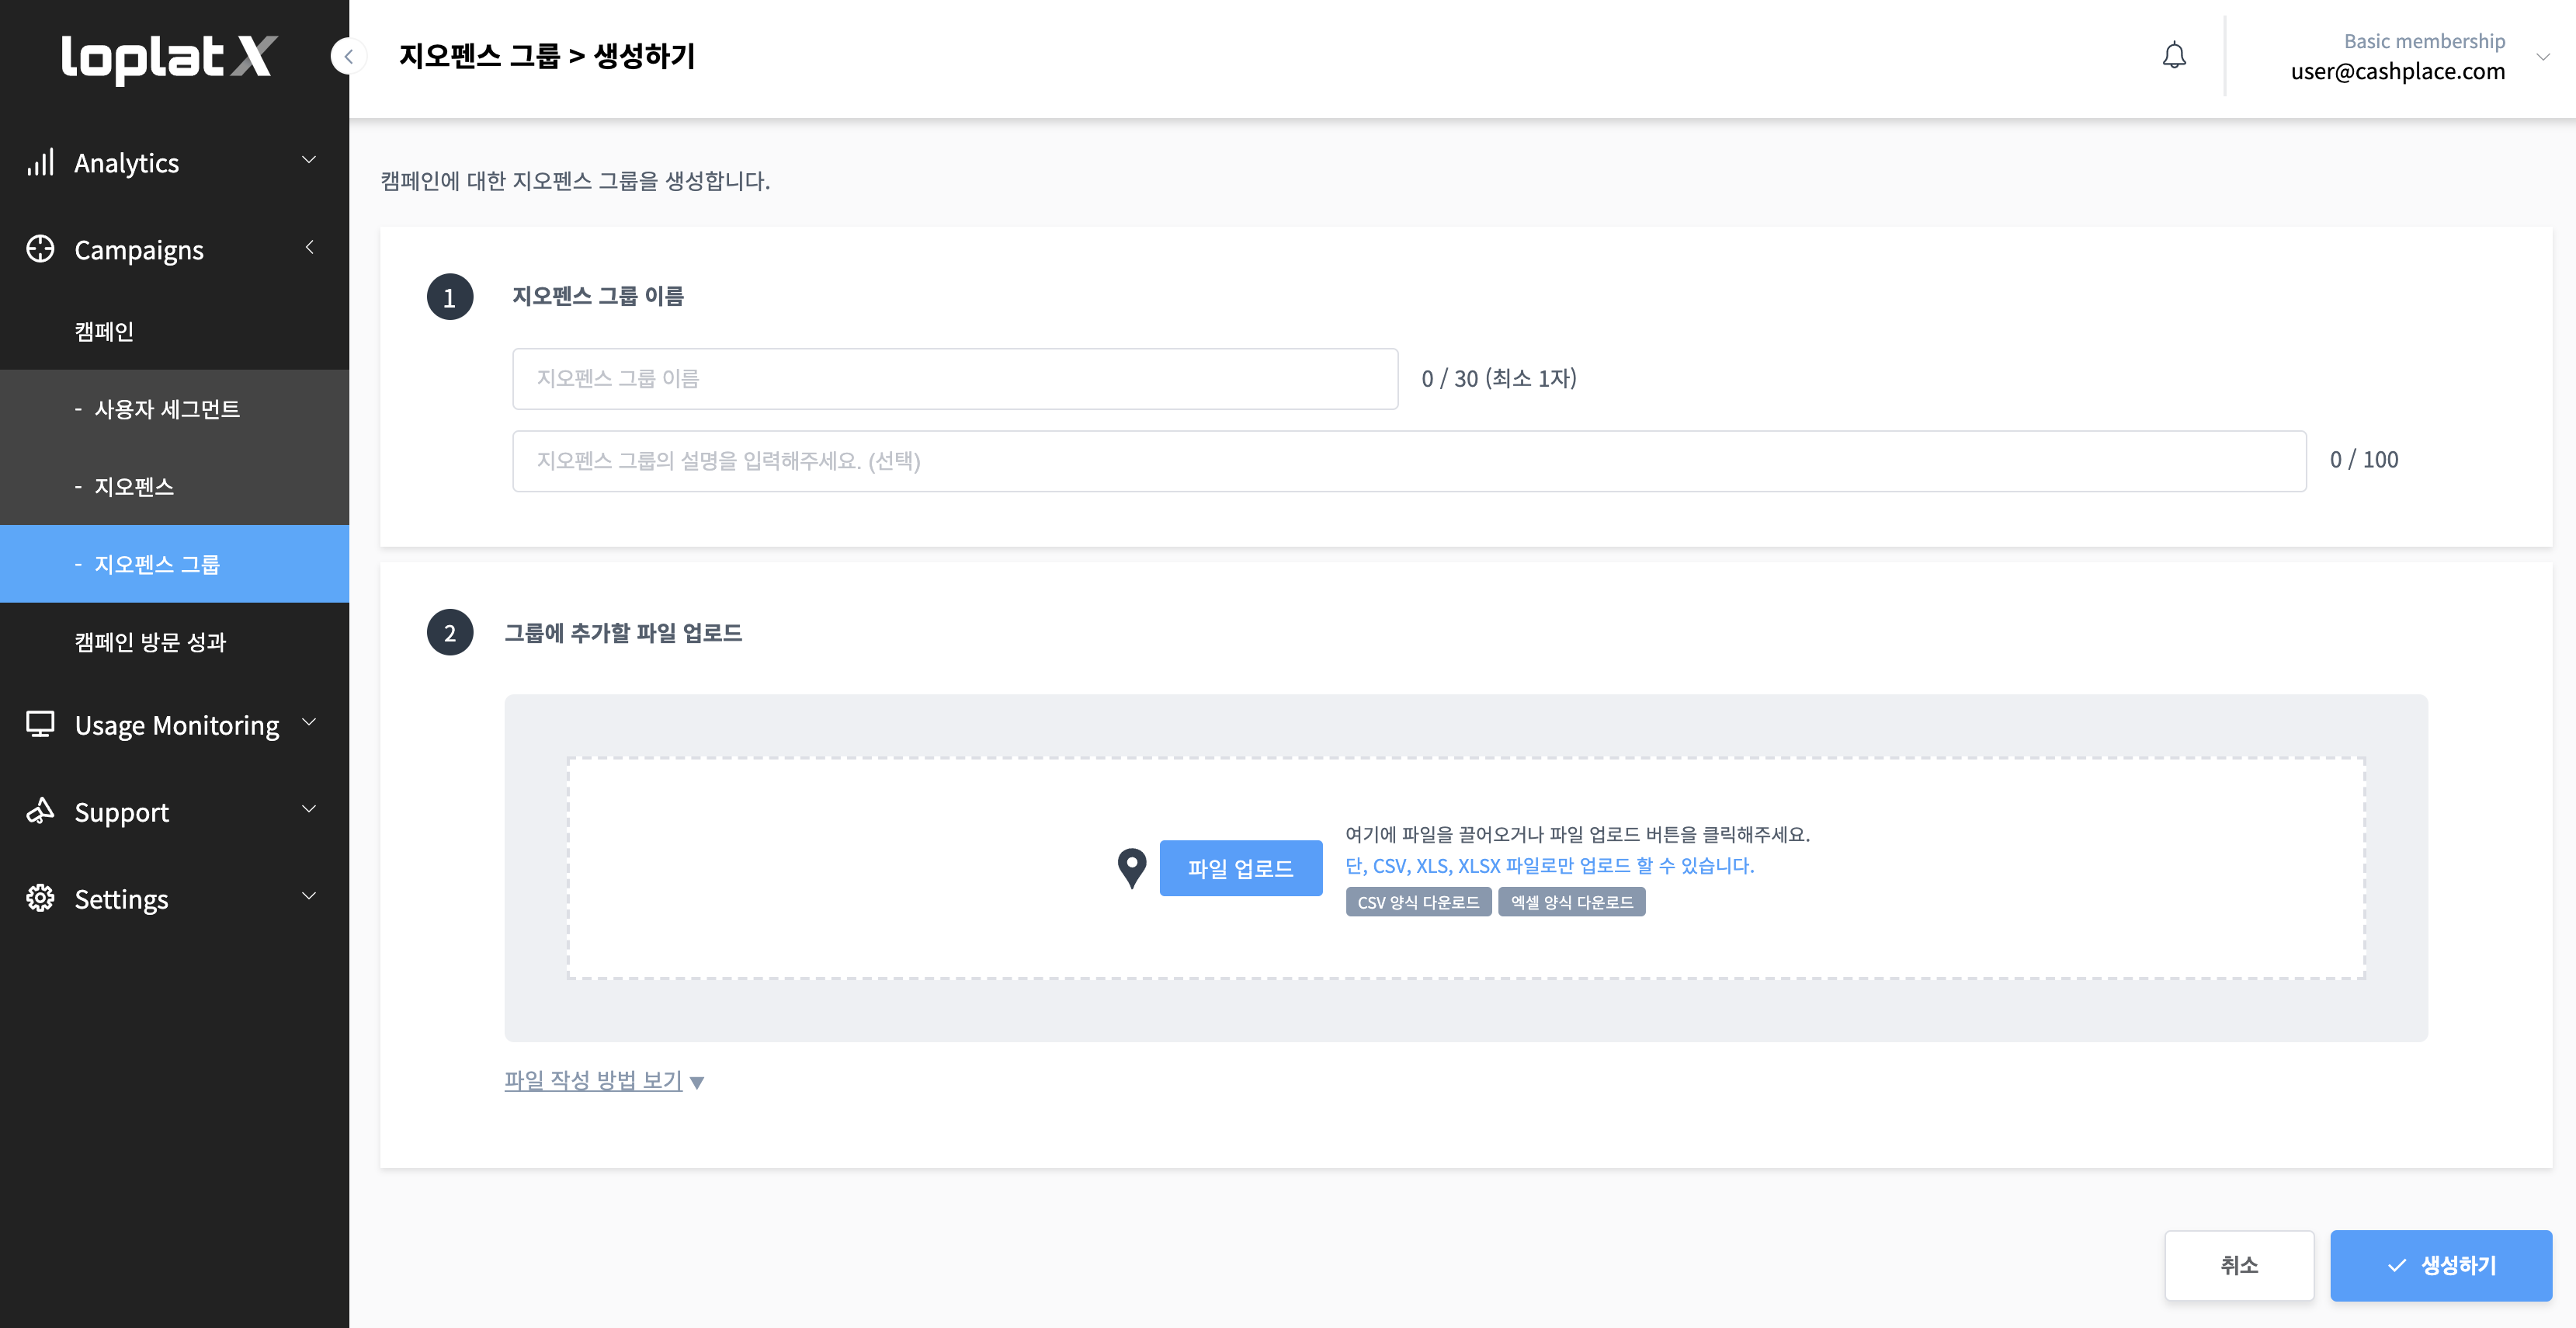 loplat X
지오펜스 그룹 > 생성하기
Basic membership
user@cashplace.com
Analytics
Campaigns
캠페인
- 사용자 세그먼트
- 지오펜스
- 지오펜스 그룹
캠페인 방문 성과
Usage Monitoring
Support
Settings
캠페인에 대한 지오펜스 그룹을 생성합니다.
1 지오펜스 그룹 이름
지오펜스 그룹 이름 0 / 30 (최소 1자)
지오펜스 그룹의 설명을 입력해주세요. (선택) 0 / 100
2 그룹에 추가할 파일 업로드
파일 업로드
여기에 파일을 끌어오거나 파일 업로드 버튼을 클릭해주세요.
단, CSV, XLS, XLSX 파일로만 업로드 할 수 있습니다.
CSV 양식 다운로드 엑셀 양식 다운로드
파일 작성 방법 보기 ▼
취소 생성하기